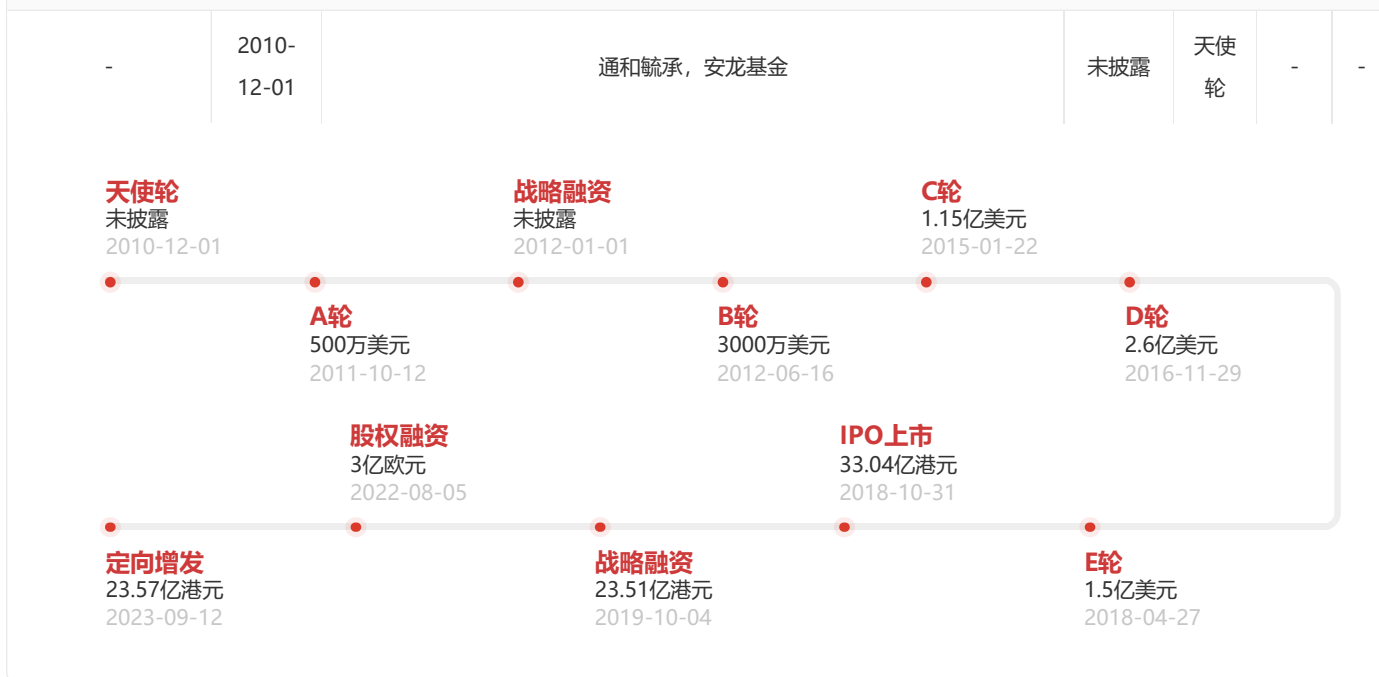 -
2010-
12-01
通和毓承，安龙基金
未披露
天使
轮
-
-
天使轮
未披露
2010-12-01
战略融资
未披露
2012-01-01
C轮
1.15亿美元
2015-01-22
A轮
500万美元
2011-10-12
B轮
3000万美元
2012-06-16
D轮
2.6亿美元
2016-11-29
股权融资
3亿欧元
2022-08-05
IPO上市
33.04亿港元
2018-10-31
定向增发
23.57亿港元
2023-09-12
战略融资
23.51亿港元
2019-10-04
E轮
1.5亿美元
2018-04-27